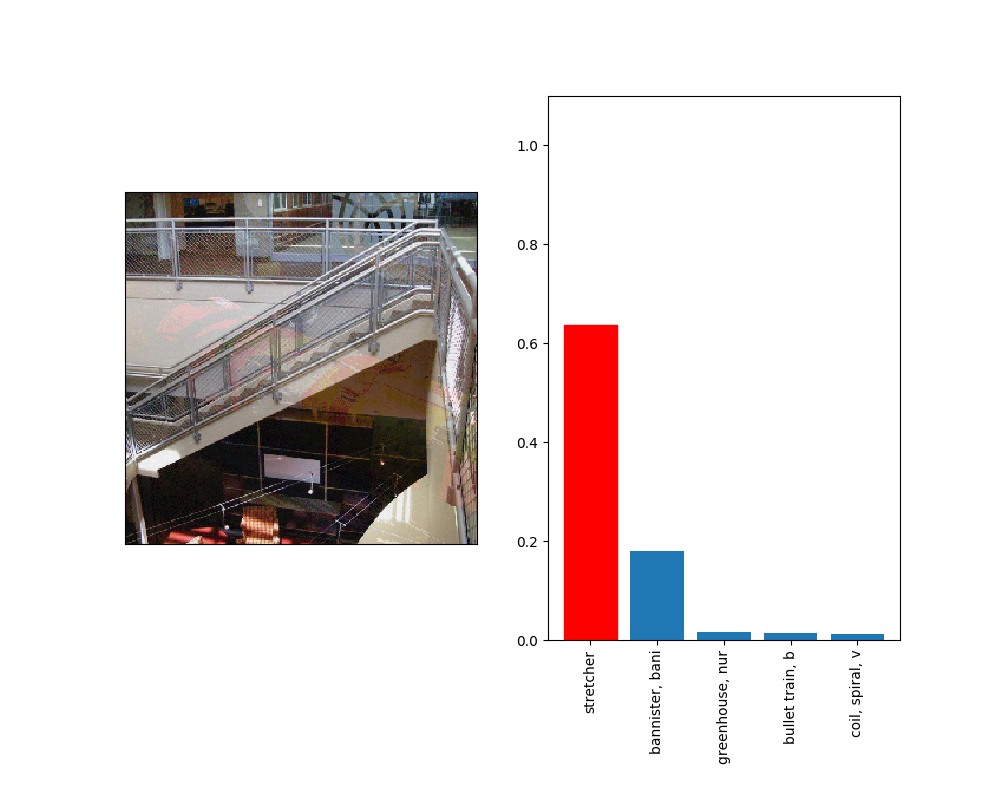 1.0
0.8
0.6
0.4
0.2
0.0
stretcher
bannister, bani
greenhouse, nur
bullet train, b
coil, spiral, v